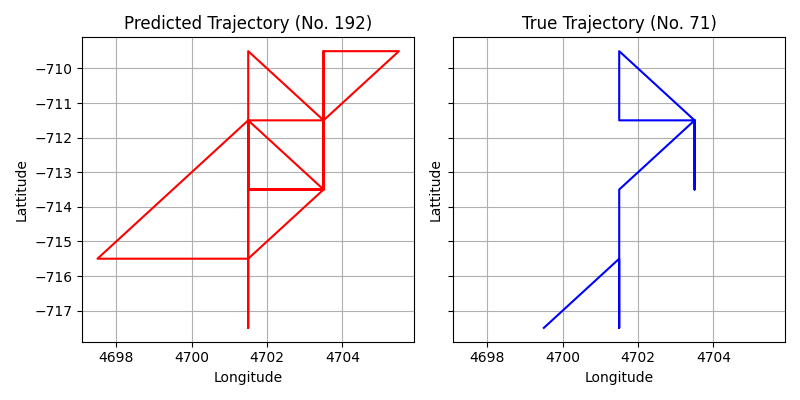 Predicted Trajectory (No. 192)
Lattitude
−710
−711
−712
−713
−714
−715
−716
−717
4698 4700 4702 4704
Longitude
True Trajectory (No. 71)
Lattitude
4698 4700 4702 4704
Longitude